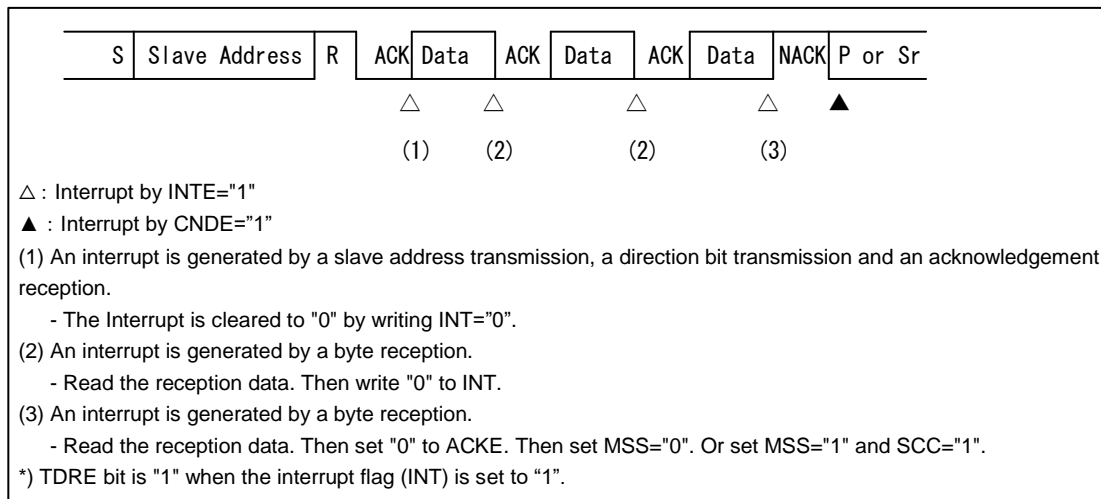 S Slave Address R ACK Data ACK Data ACK Data NACK P or Sr
△ △ △ △ ▲
(1) (2) (2) (3)
△ : Interrupt by INTE="1"
▲ : Interrupt by CNDE=”1”
(1) An interrupt is generated by a slave address transmission, a direction bit transmission and an acknowledgement
reception.
- The Interrupt is cleared to "0" by writing INT=”0”.
(2) An interrupt is generated by a byte reception.
- Read the reception data. Then write "0" to INT.
(3) An interrupt is generated by a byte reception.
- Read the reception data. Then set "0" to ACKE. Then set MSS="0". Or set MSS="1" and SCC="1".
*) TDRE bit is "1" when the interrupt flag (INT) is set to “1”.